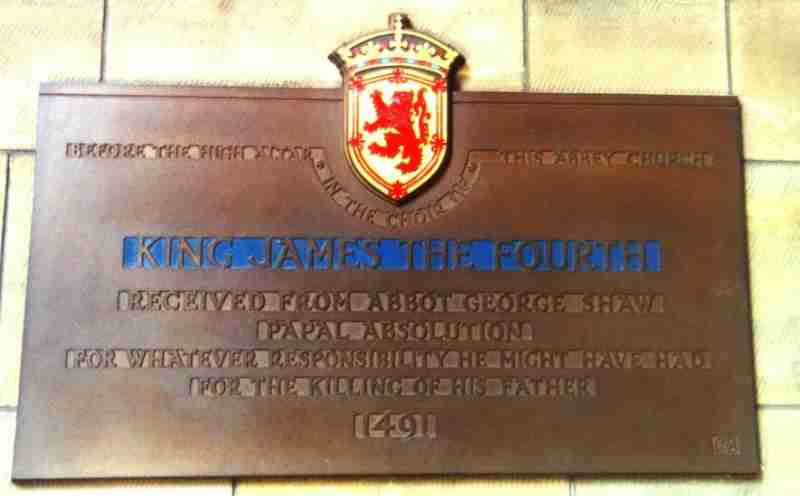 BEFORE THE HIGH ALTAR
IN THE CHOIR OF
THIS ABBEY CHURCH
KING JAMES THE FOURTH
RECEIVED FROM ABBOT GEORGE SHAW
PAPAL ABSOLUTION
FOR WHATEVER RESPONSIBILITY HE MIGHT HAVE HAD
FOR THE KILLING OF HIS FATHER
1491